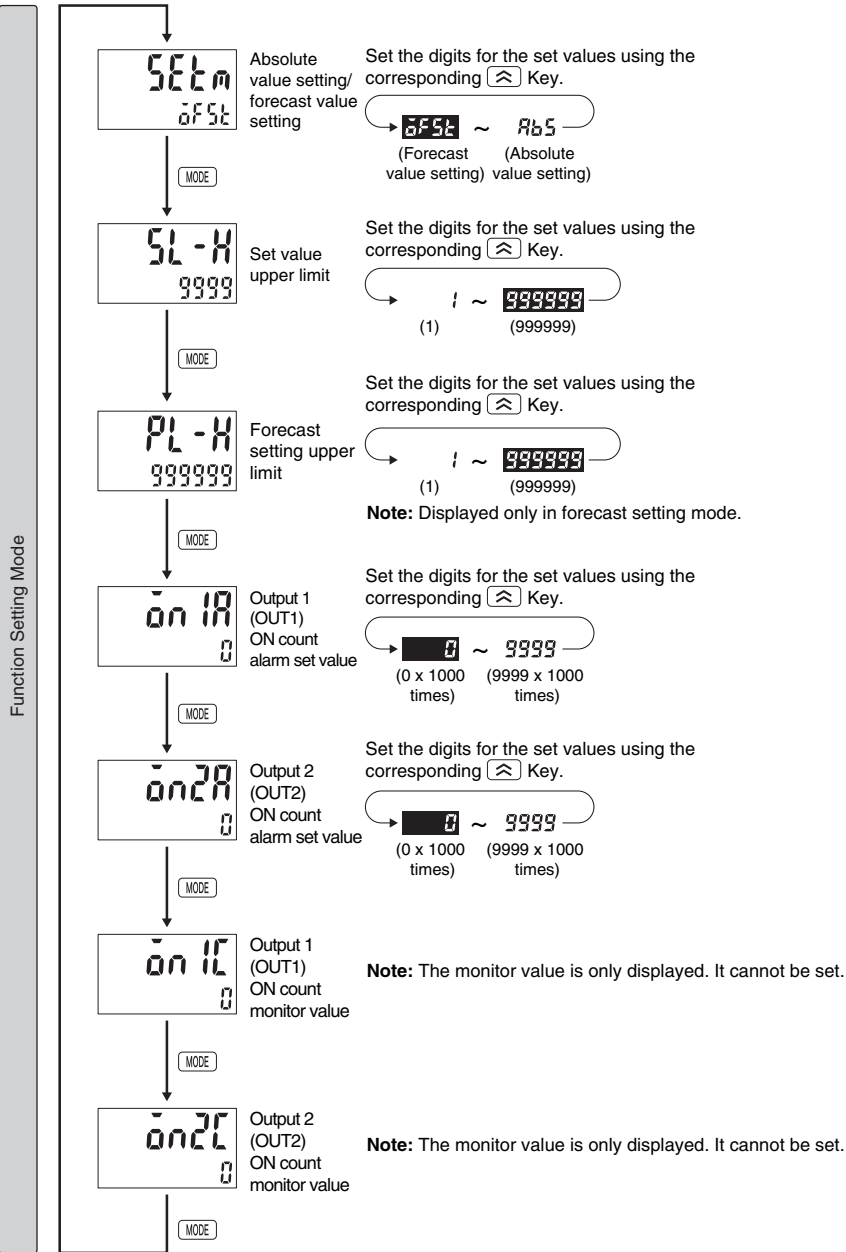 Function Setting Mode
SEtm
oFSt
Absolute
value setting/
forecast value
setting
Set the digits for the set values using the
corresponding Key.
oFSt ~ AbS
(Forecast
value setting)
(Absolute
value setting)
MODE
SL-H
9999
Set value
upper limit
Set the digits for the set values using the
corresponding Key.
1 ~ 999999
(1) (999999)
MODE
PL-H
999999
Forecast
setting upper
limit
Set the digits for the set values using the
corresponding Key.
1 ~ 999999
(1) (999999)
Note: Displayed only in forecast setting mode.
MODE
on1A
0
Output 1
(OUT1)
ON count
alarm set value
Set the digits for the set values using the
corresponding Key.
0 ~ 9999
(0 x 1000
times)
(9999 x 1000
times)
MODE
on2A
0
Output 2
(OUT2)
ON count
alarm set value
Set the digits for the set values using the
corresponding Key.
0 ~ 9999
(0 x 1000
times)
(9999 x 1000
times)
MODE
on1C
0
Output 1
(OUT1)
ON count
monitor value
Note: The monitor value is only displayed. It cannot be set.
MODE
on2C
0
Output 2
(OUT2)
ON count
monitor value
Note: The monitor value is only displayed. It cannot be set.
MODE